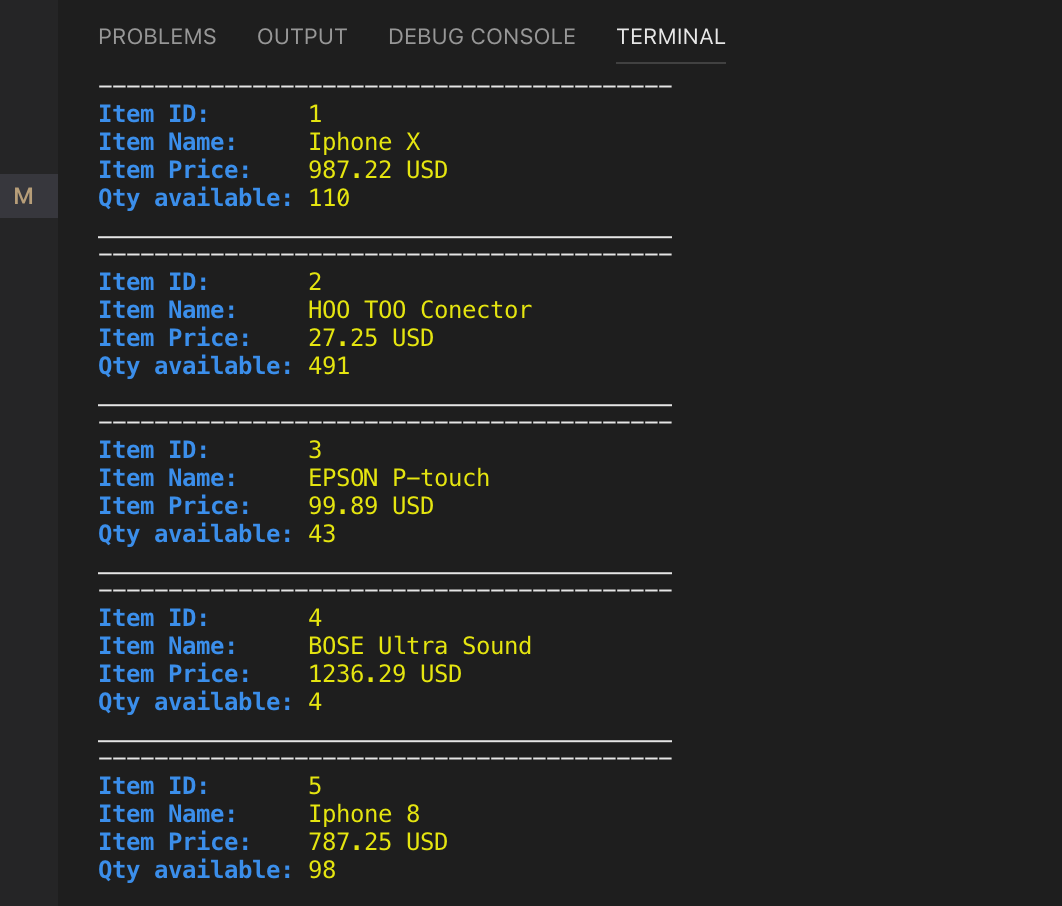 PROBLEMS OUTPUT DEBUG CONSOLE TERMINAL
-----------------------------------------
Item ID: 1
Item Name: Iphone X
Item Price: 987.22 USD
Qty available: 110
M
_________________________________________
-----------------------------------------
Item ID: 2
Item Name: HOO TOO Conector
Item Price: 27.25 USD
Qty available: 491
_________________________________________
-----------------------------------------
Item ID: 3
Item Name: EPSON P-touch
Item Price: 99.89 USD
Qty available: 43
_________________________________________
-----------------------------------------
Item ID: 4
Item Name: BOSE Ultra Sound
Item Price: 1236.29 USD
Qty available: 4
_________________________________________
-----------------------------------------
Item ID: 5
Item Name: Iphone 8
Item Price: 787.25 USD
Qty available: 98